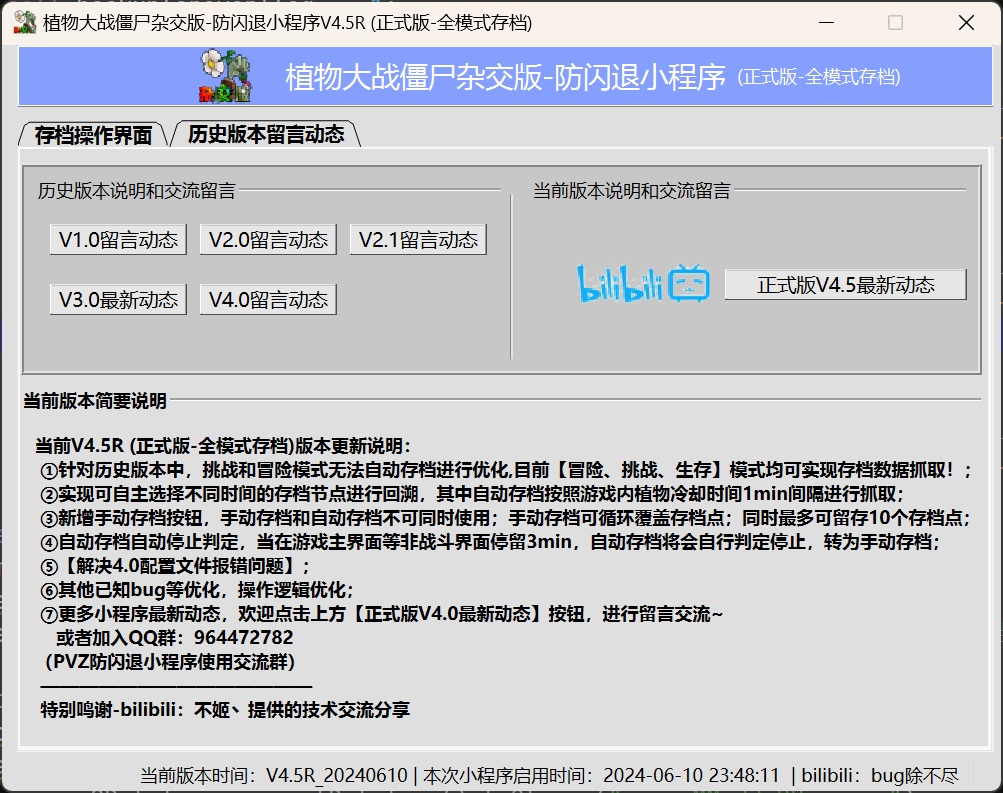 植物大战僵尸杂交版-防闪退小程序V4.5R (正式版-全模式存档)
植物大战僵尸杂交版-防闪退小程序 (正式版-全模式存档)
存档操作界面 历史版本留言动态
历史版本说明和交流留言
V1.0留言动态 V2.0留言动态 V2.1留言动态
V3.0最新动态 V4.0留言动态
当前版本说明和交流留言
bilibili 正式版V4.5最新动态
当前版本简要说明
当前V4.5R (正式版-全模式存档)版本更新说明：
①针对历史版本中，挑战和冒险模式无法自动存档进行优化,目前【冒险、挑战、生存】模式均可实现存档数据抓取！；
②实现可自主选择不同时间的存档节点进行回溯，其中自动存档按照游戏内植物冷却时间1min间隔进行抓取；
③新增手动存档按钮，手动存档和自动存档不可同时使用；手动存档可循环覆盖存档点；同时最多可留存10个存档点；
④自动存档自动停止判定，当在游戏主界面等非战斗界面停留3min，自动存档将会自行判定停止，转为手动存档；
⑤【解决4.0配置文件报错问题】；
⑥其他已知bug等优化，操作逻辑优化；
⑦更多小程序最新动态，欢迎点击上方【正式版V4.0最新动态】按钮，进行留言交流~
或者加入QQ群：964472782
（PVZ防闪退小程序使用交流群）
————————————————
特别鸣谢-bilibili：不姬丶提供的技术交流分享
当前版本时间：V4.5R_20240610 | 本次小程序启用时间：2024-06-10 23:48:11 | bilibili：bug除不尽